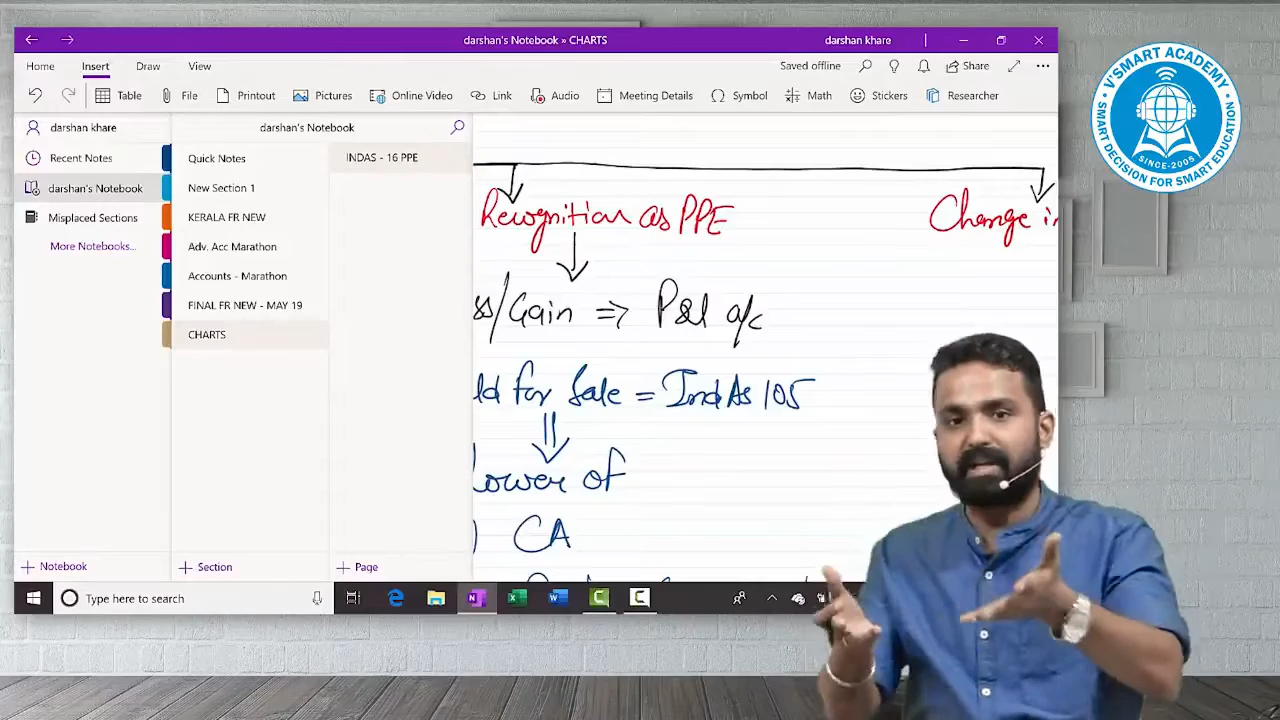 darshan's Notebook » CHARTS
darshan khare
Home Insert Draw View
Saved offline
Share
Table File Printout Pictures Online Video Link Audio Meeting Details Symbol Math Stickers Researcher
darshan khare
Recent Notes
darshan's Notebook
Misplaced Sections
More Notebooks...
Notebook
darshan's Notebook
Quick Notes
New Section 1
KERALA FR NEW
Adv. Acc Marathon
Accounts - Marathon
FINAL FR NEW - MAY 19
CHARTS
Section
INDAS - 16 PPE
Page
Recognition as PPE
Change in
ss/Gain ⇒ P&L a/c
ld for Sale = IndAs 105
Lower of
) CA
Type here to search
V'SMART ACADEMY
SINCE-2005
SMART DECISION FOR SMART EDUCATION